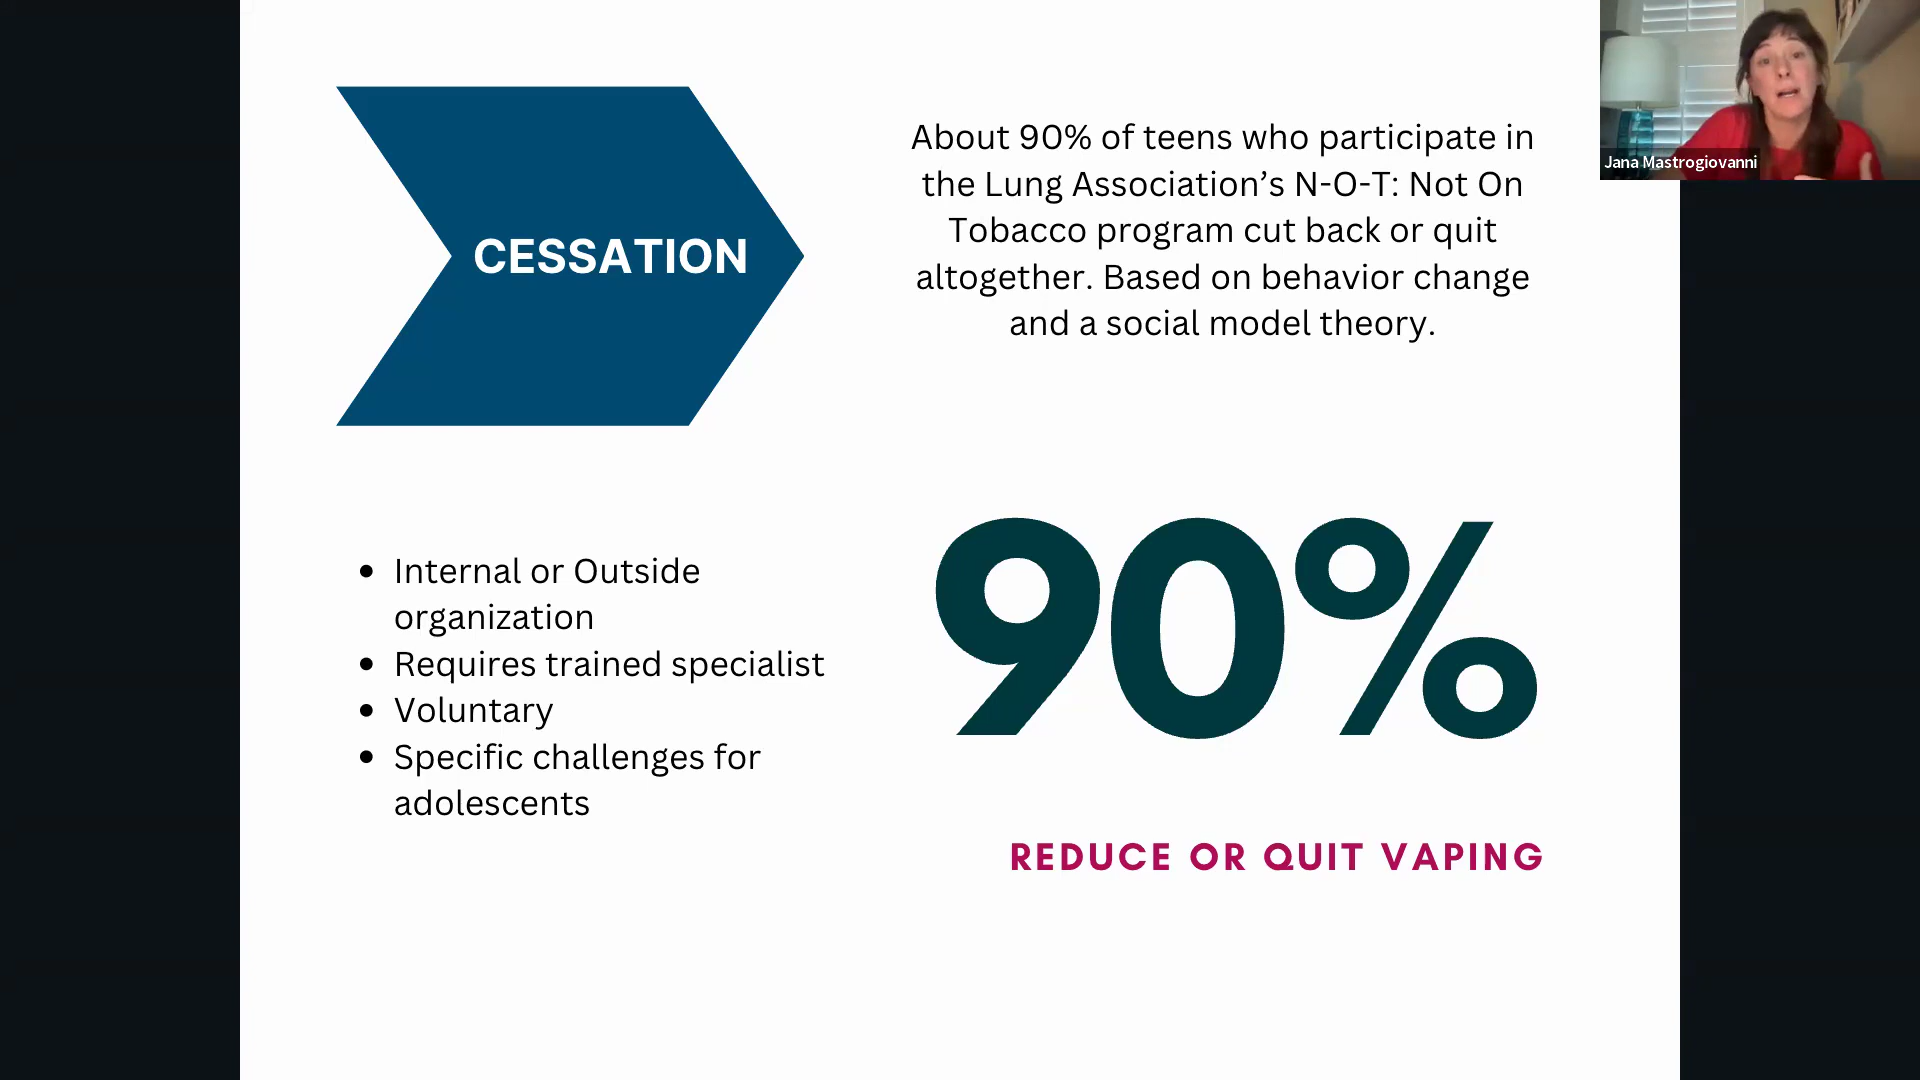 CESSATION
About 90% of teens who participate in
the Lung Association’s N-O-T: Not On
Tobacco program cut back or quit
altogether. Based on behavior change
and a social model theory.
Jana Mastrogiovanni
• Internal or Outside
organization
• Requires trained specialist
• Voluntary
• Specific challenges for
adolescents
90%
REDUCE OR QUIT VAPING